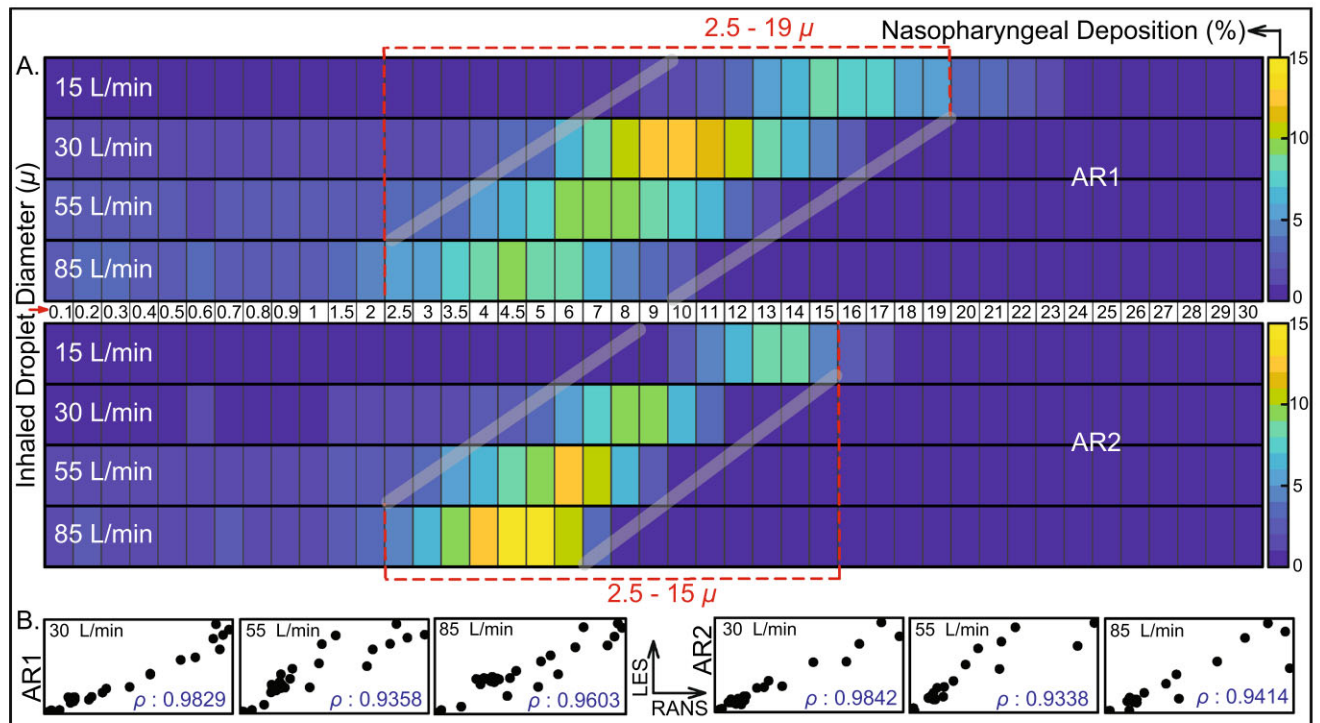 2.5 - 19 μ
Nasopharyngeal Deposition (%)
A.
15 L/min
30 L/min
55 L/min
85 L/min
AR1
15
10
5
0
Inhaled Droplet Diameter (μ)
0.1 0.2 0.3 0.4 0.5 0.6 0.7 0.8 0.9 1 1.5 2 2.5 3 3.5 4 4.5 5 6 7 8 9 10 11 12 13 14 15 16 17 18 19 20 21 22 23 24 25 26 27 28 29 30
15 L/min
30 L/min
55 L/min
85 L/min
AR2
15
10
5
0
2.5 - 15 μ
B.
AR1
30 L/min
ρ : 0.9829
55 L/min
ρ : 0.9358
85 L/min
ρ : 0.9603
LES
RANS
AR2
30 L/min
ρ : 0.9842
55 L/min
ρ : 0.9338
85 L/min
ρ : 0.9414